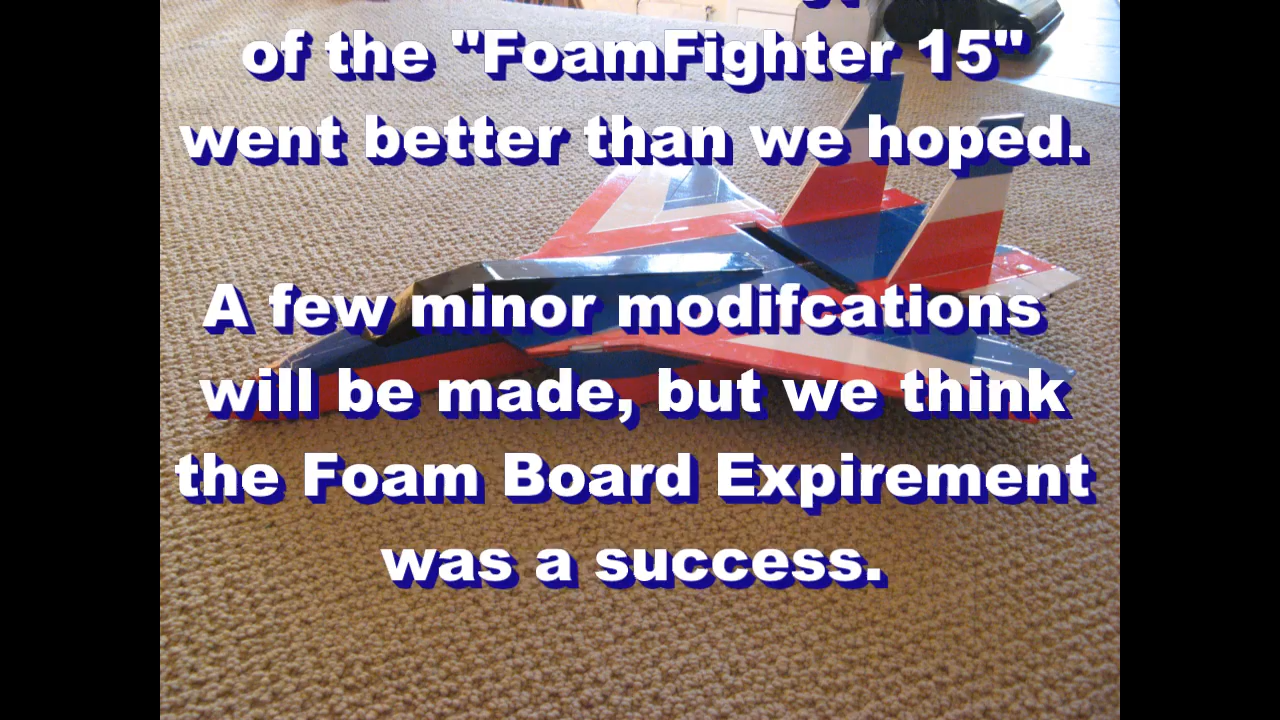 of the "FoamFighter 15"
went better than we hoped.
A few minor modifcations
will be made, but we think
the Foam Board Expirement
was a success.